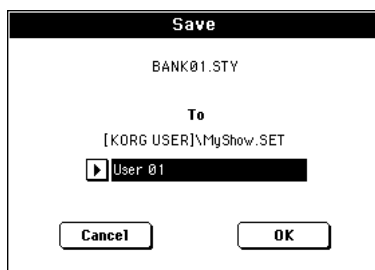 Save
BANK01.STY
To
[KORG USER]\MyShow.SET
User 01
Cancel
OK